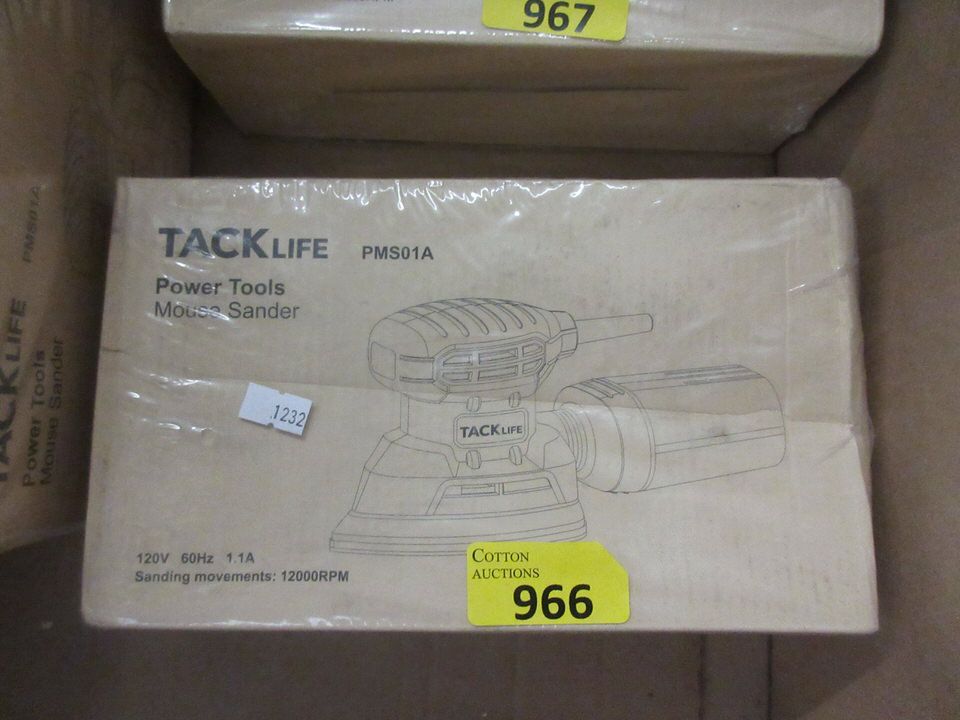 967
TACKLIFE PMS01A
Power Tools
Mouse Sander
TACKLIFE
1232
120V 60Hz 1.1A
Sanding movements: 12000RPM
COTTON
AUCTIONS
966
TACKLIFE PMS01A
Power Tools
Mouse Sander